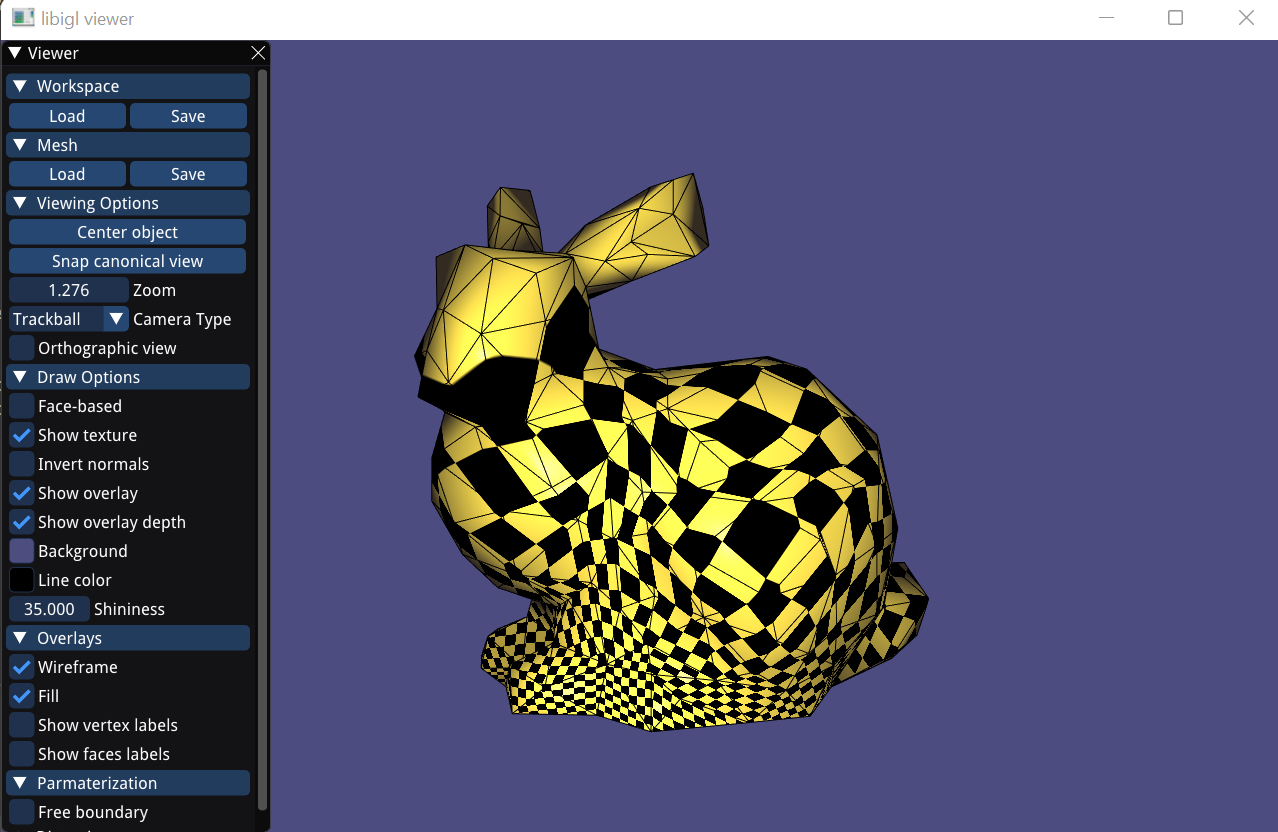 libigl viewer
Viewer
Workspace
Load Save
Mesh
Load Save
Viewing Options
Center object
Snap canonical view
1.276 Zoom
Trackball Camera Type
Orthographic view
Draw Options
Face-based
Show texture
Invert normals
Show overlay
Show overlay depth
Background
Line color
35.000 Shininess
Overlays
Wireframe
Fill
Show vertex labels
Show faces labels
Parmaterization
Free boundary